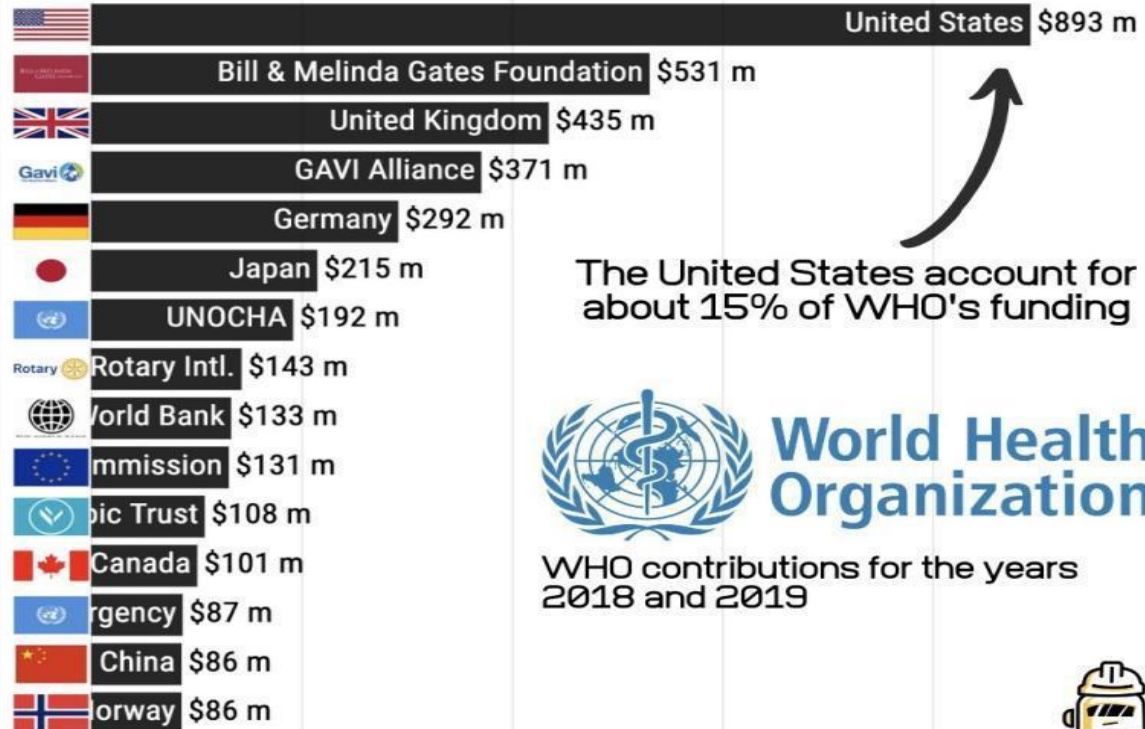 United States $893 m
Bill & Melinda Gates Foundation $531 m
United Kingdom $435 m
Gavi
GAVI Alliance $371 m
Germany $292 m
Japan $215 m
The United States account for
about 15% of WHO's funding
UNOCHA $192 m
Rotary
Rotary Intl. $143 m
World Bank $133 m
mmission $131 m
World Health
Organization
bic Trust $108 m
Canada $101 m
WHO contributions for the years
2018 and 2019
rgency $87 m
China $86 m
lorway $86 m